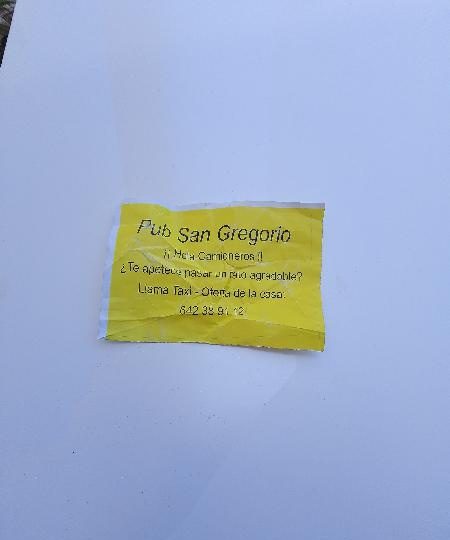 Pub San Gregorio
¡¡ Hola Camioneros !!
¿Te apetece pasar un rato agradable?
Llama Taxi - Oferta de la casa.
642 38 91 12